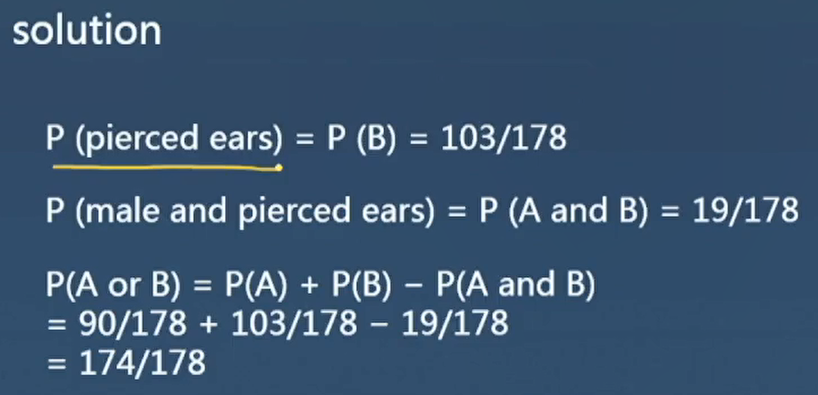 solution
P (pierced ears) = P (B) = 103/178
P (male and pierced ears) = P (A and B) = 19/178
P(A or B) = P(A) + P(B) − P(A and B)
= 90/178 + 103/178 − 19/178
= 174/178